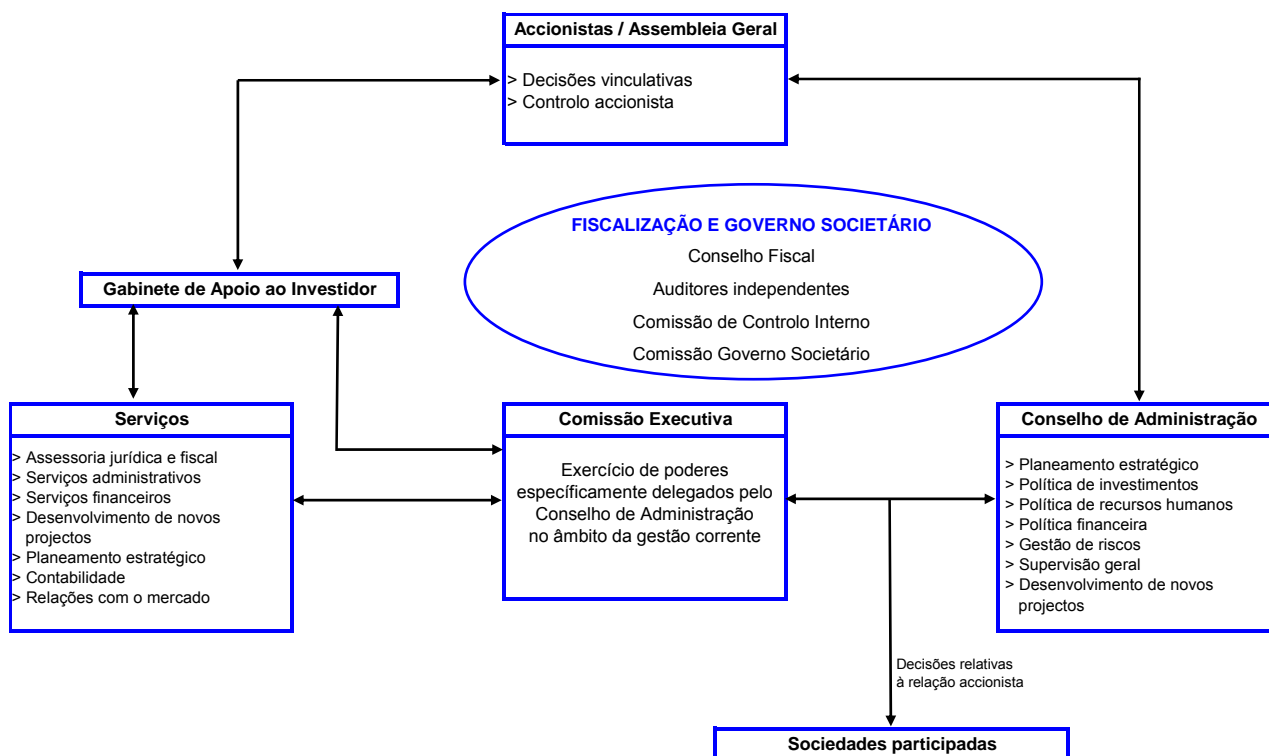 Accionistas / Assembleia Geral
> Decisões vinculativas
> Controlo accionista
FISCALIZAÇÃO E GOVERNO SOCIETÁRIO
Conselho Fiscal
Auditores independentes
Comissão de Controlo Interno
Comissão Governo Societário
Gabinete de Apoio ao Investidor
Serviços
> Assessoria jurídica e fiscal
> Serviços administrativos
> Serviços financeiros
> Desenvolvimento de novos
projectos
> Planeamento estratégico
> Contabilidade
> Relações com o mercado
Comissão Executiva
Exercício de poderes
específicamente delegados pelo
Conselho de Administração
no âmbito da gestão corrente
Conselho de Administração
> Planeamento estratégico
> Política de investimentos
> Política de recursos humanos
> Política financeira
> Gestão de riscos
> Supervisão geral
> Desenvolvimento de novos
projectos
Decisões relativas
à relação accionista
Sociedades participadas